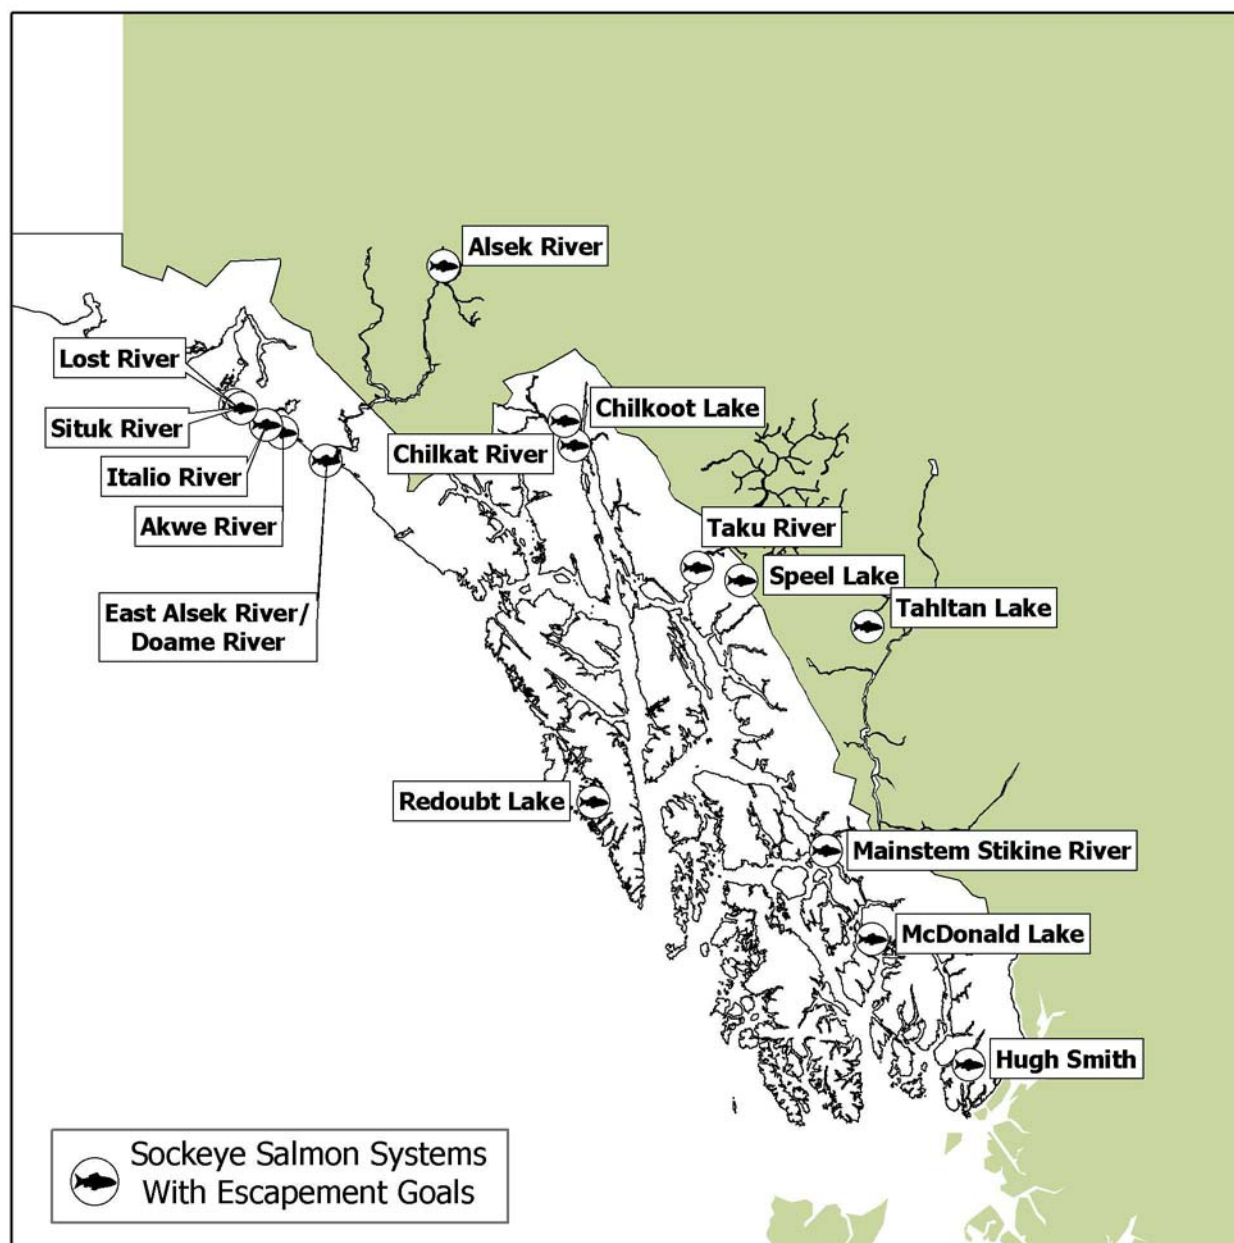 Alsek River
Lost River
Situk River
Italio River
Akwe River
East Alsek River/
Doame River
Chilkoot Lake
Chilkat River
Taku River
Speel Lake
Tahltan Lake
Redoubt Lake
Mainstem Stikine River
McDonald Lake
Hugh Smith
Sockeye Salmon Systems
With Escapement Goals